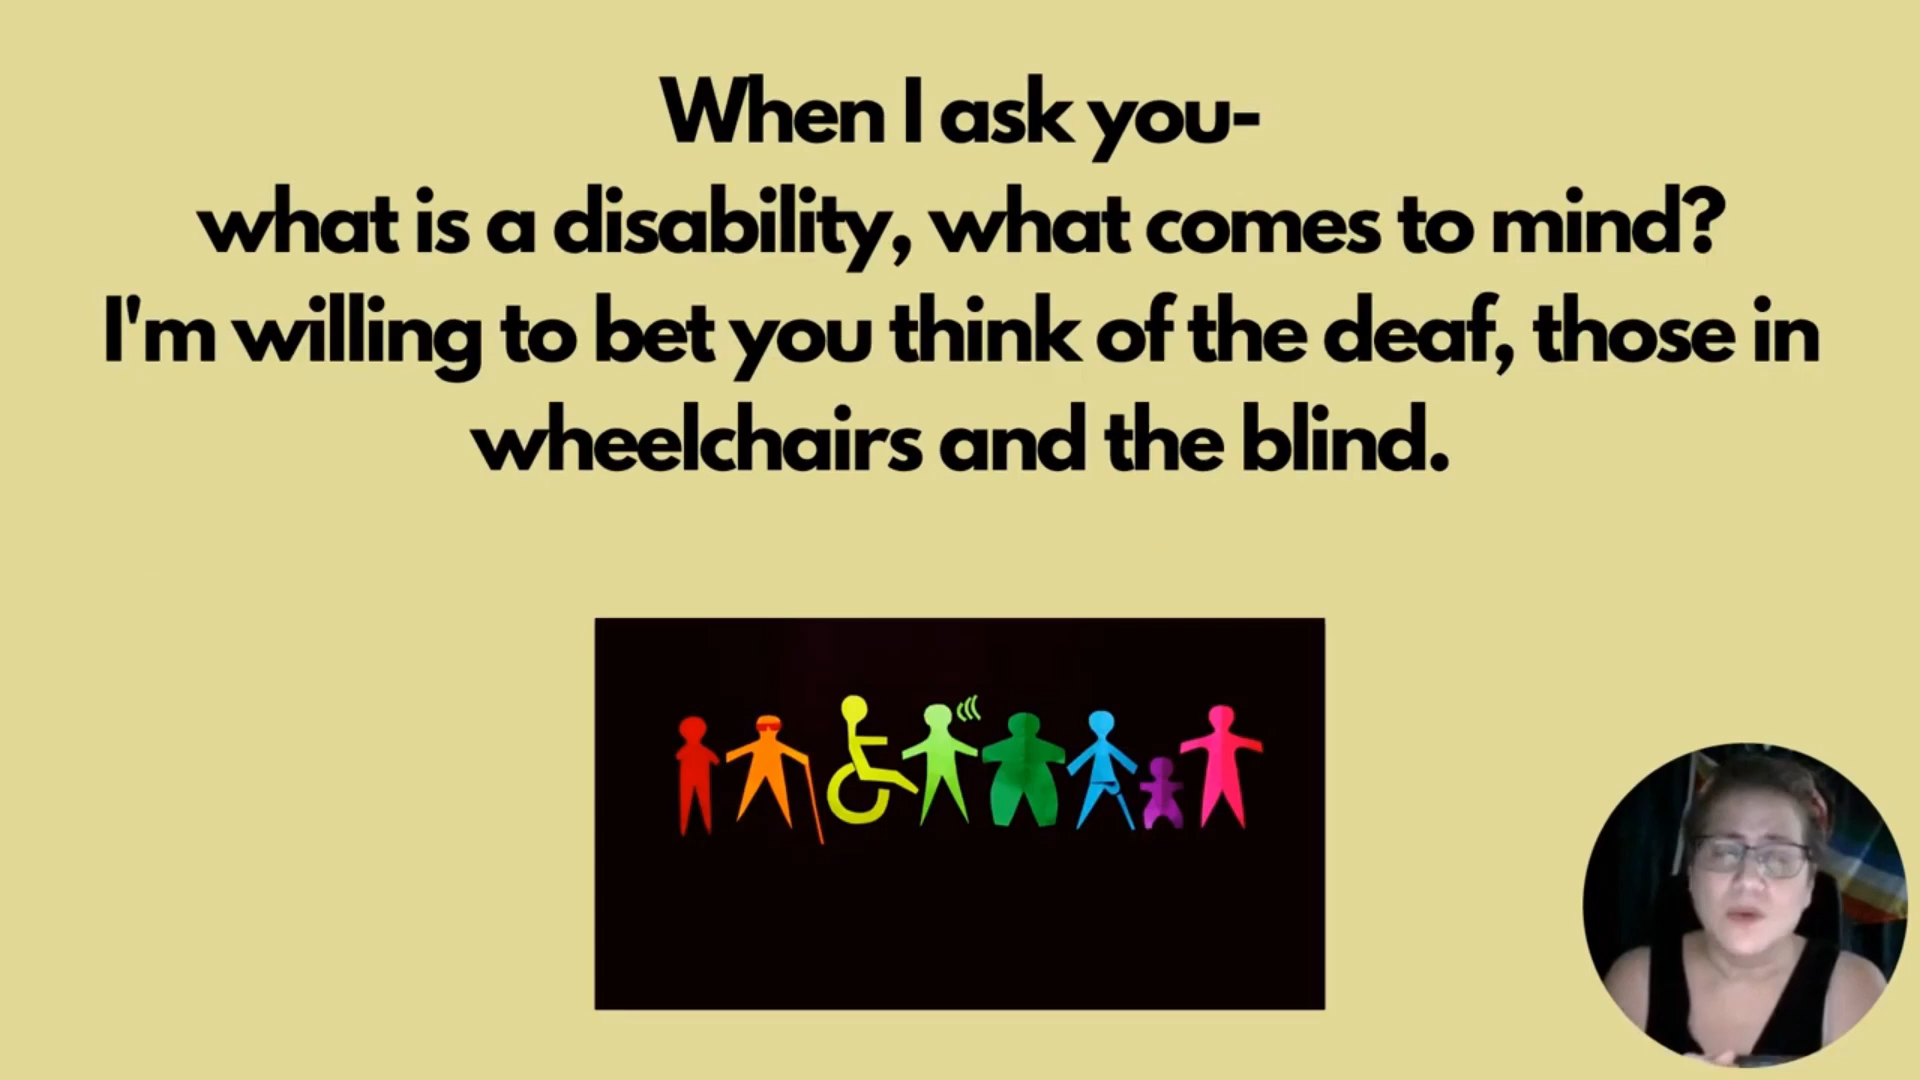 When I ask you-
what is a disability, what comes to mind?
I'm willing to bet you think of the deaf, those in
wheelchairs and the blind.